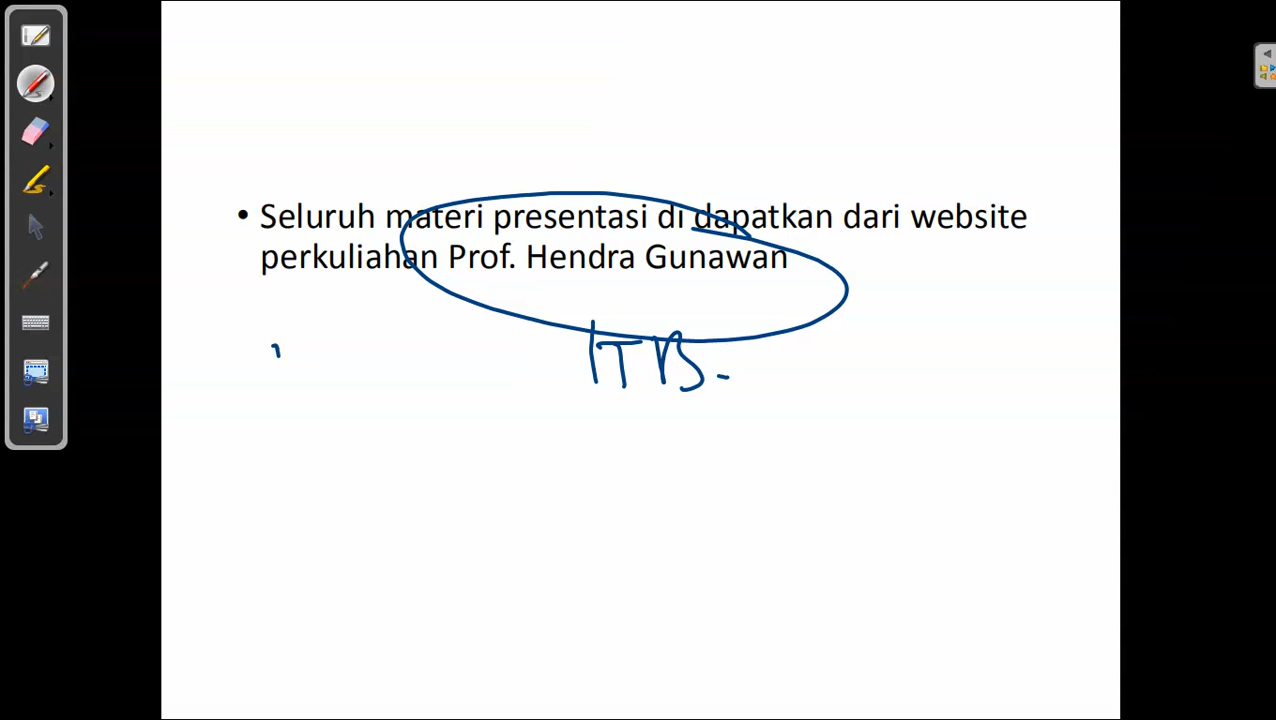 • Seluruh materi presentasi di dapatkan dari website
perkuliahan Prof. Hendra Gunawan
ITB.